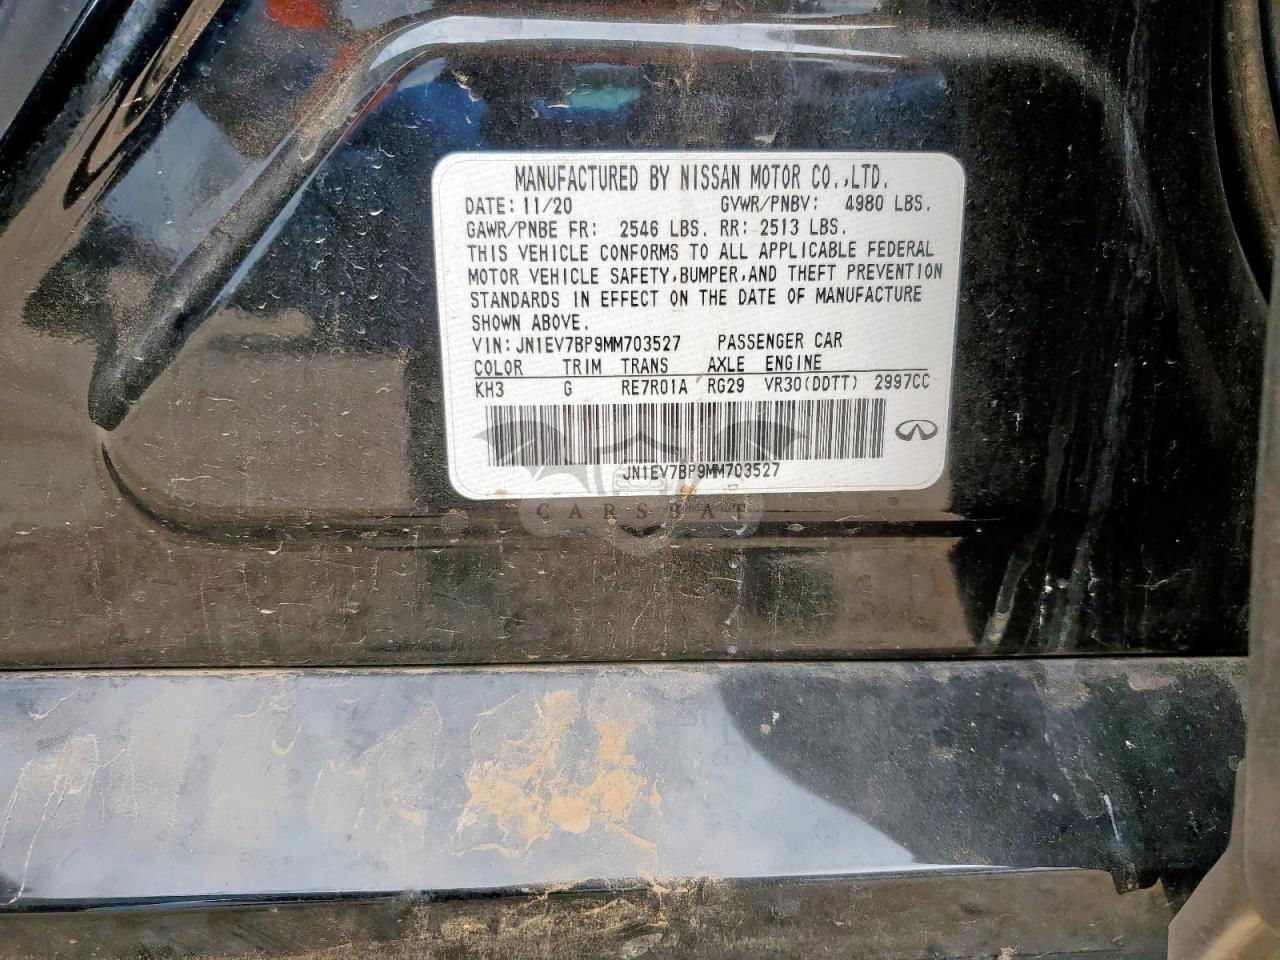 MANUFACTURED BY NISSAN MOTOR CO.,LTD.
DATE: 11/20 GVWR/PNBV: 4980 LBS.
GAWR/PNBE FR: 2546 LBS. RR: 2513 LBS.
THIS VEHICLE CONFORMS TO ALL APPLICABLE FEDERAL
MOTOR VEHICLE SAFETY,BUMPER,AND THEFT PREVENTION
STANDARDS IN EFFECT ON THE DATE OF MANUFACTURE
SHOWN ABOVE.
VIN: JN1EV7BP9MM703527 PASSENGER CAR
COLOR TRIM TRANS AXLE ENGINE
KH3 G RE7R01A RG29 VR30(DDTT) 2997CC
JN1EV7BP9MM703527
CARSBAT